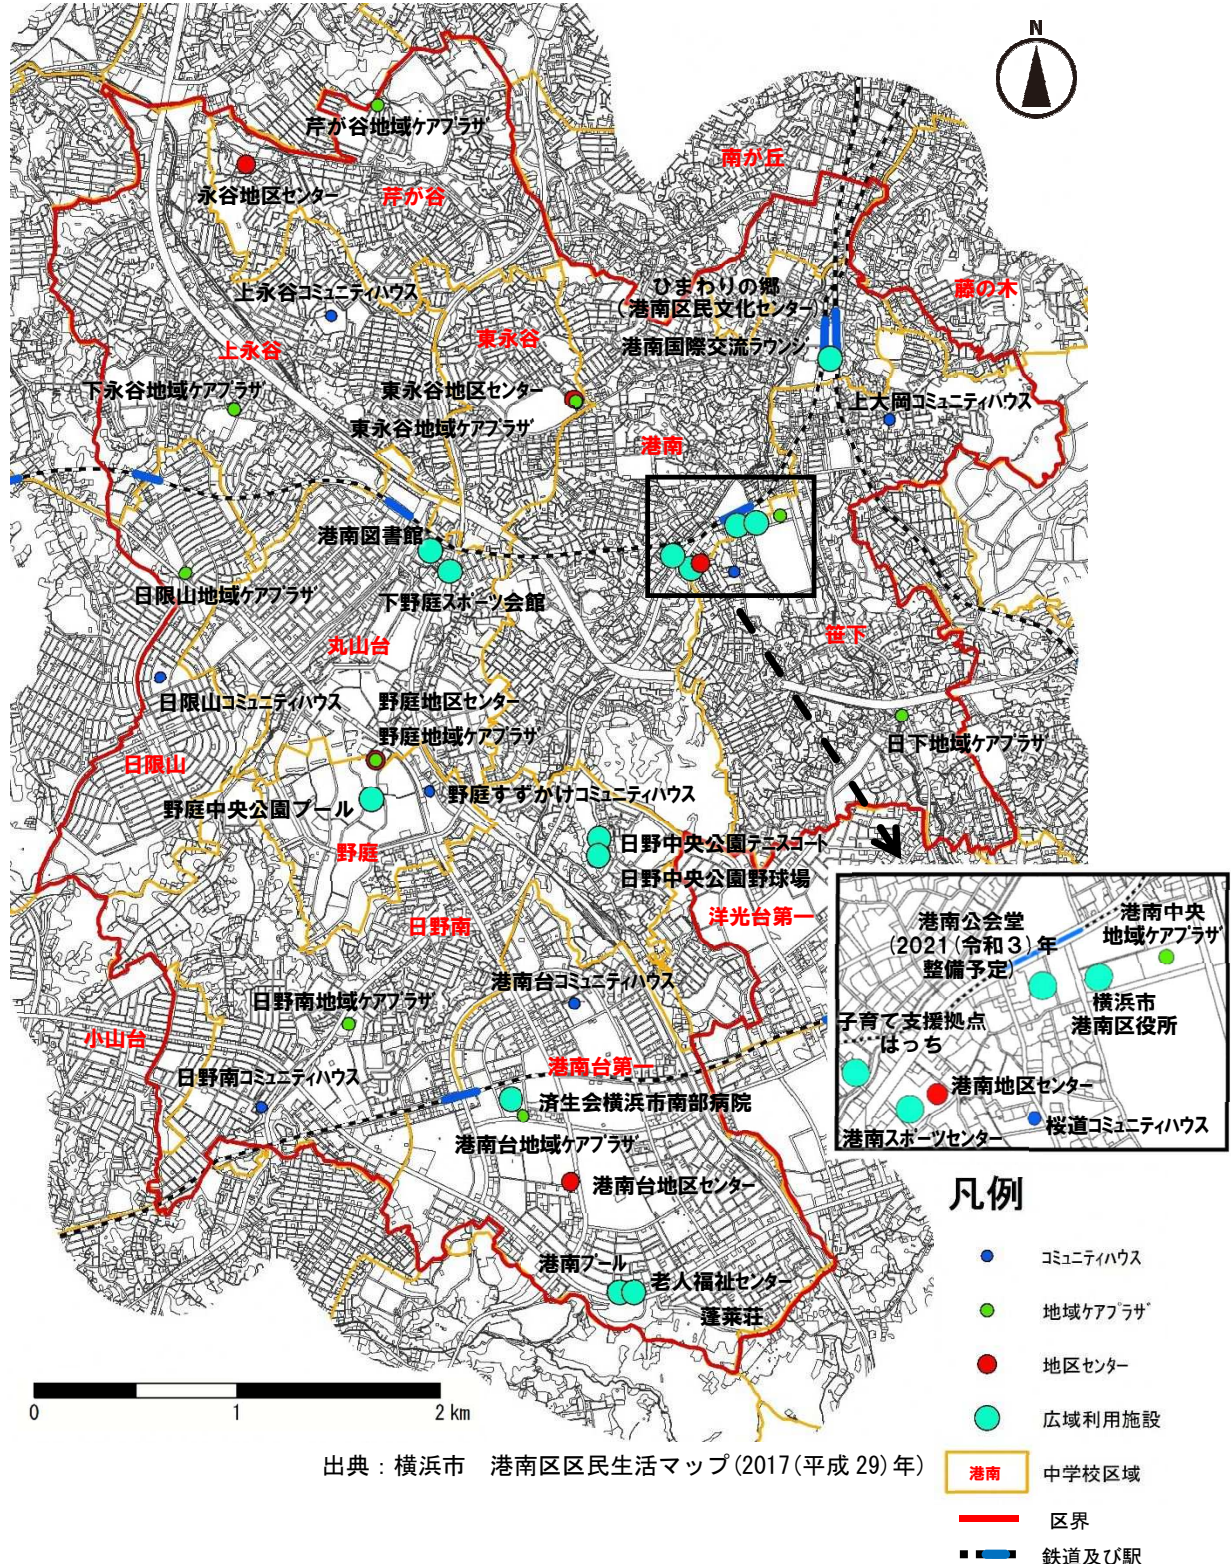 N
芹が谷地域ケアプラザ
南が丘
永谷地区センター
芹が谷
ひまわりの郷
(港南区民文化センター)
藤の木
上永谷コミュニティハウス
東永谷
港南国際交流ラウンジ
上永谷
下永谷地域ケアプラザ
東永谷地区センター
上大岡コミュニティハウス
東永谷地域ケアプラザ
港南
港南図書館
日限山地域ケアプラザ
下野庭スポーツ会館
丸山台
笹下
日限山コミュニティハウス
野庭地区センター
野庭地域ケアプラザ
日下地域ケアプラザ
日限山
野庭中央公園プール
野庭すずかけコミュニティハウス
野庭
日野中央公園テニスコート
日野中央公園野球場
日野南
洋光台第一
港南台コミュニティハウス
日野南地域ケアプラザ
小山台
日野南コミュニティハウス
港南台第一
済生会横浜市南部病院
港南台地域ケアプラザ
港南台地区センター
港南プール
老人福祉センター
蓬莱荘
港南公会堂
(2021(令和3)年
整備予定)
港南中央
地域ケアプラザ
横浜市
港南区役所
子育て支援拠点
はっち
港南地区センター
港南スポーツセンター
桜道コミュニティハウス
凡例
コミュニティハウス
地域ケアプラザ
地区センター
広域利用施設
港南 中学校区域
区界
鉄道及び駅
0 1 2 km
出典：横浜市　港南区区民生活マップ(2017(平成 29)年)